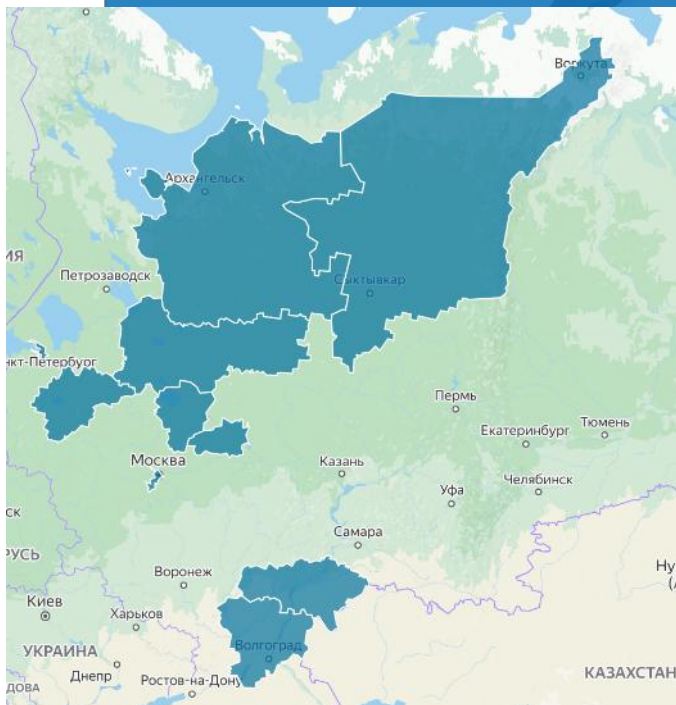 Воркута
Архангельск
ИЯ
Петрозаводск
Сыктывкар
нкт-Петербург
Пермь
Екатеринбург
Тюмень
Москва
Казань
Челябинск
Уфа
ск
Самара
РУСЬ
Воронеж
Ну
(А
Киев
Харьков
УКРАИНА
Волгоград
Днепр
Ростов-на-Дону
КАЗАХСТАН
ДОВА